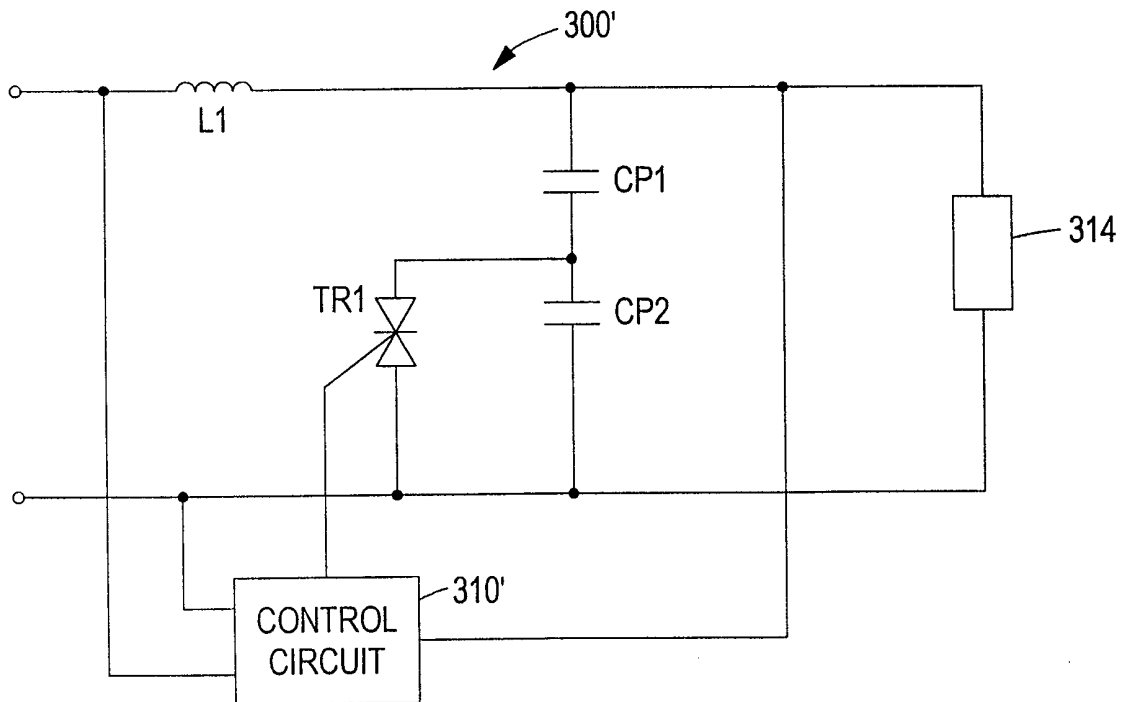 300'
L1
CP1
314
TR1
CP2
310'
CONTROL
CIRCUIT